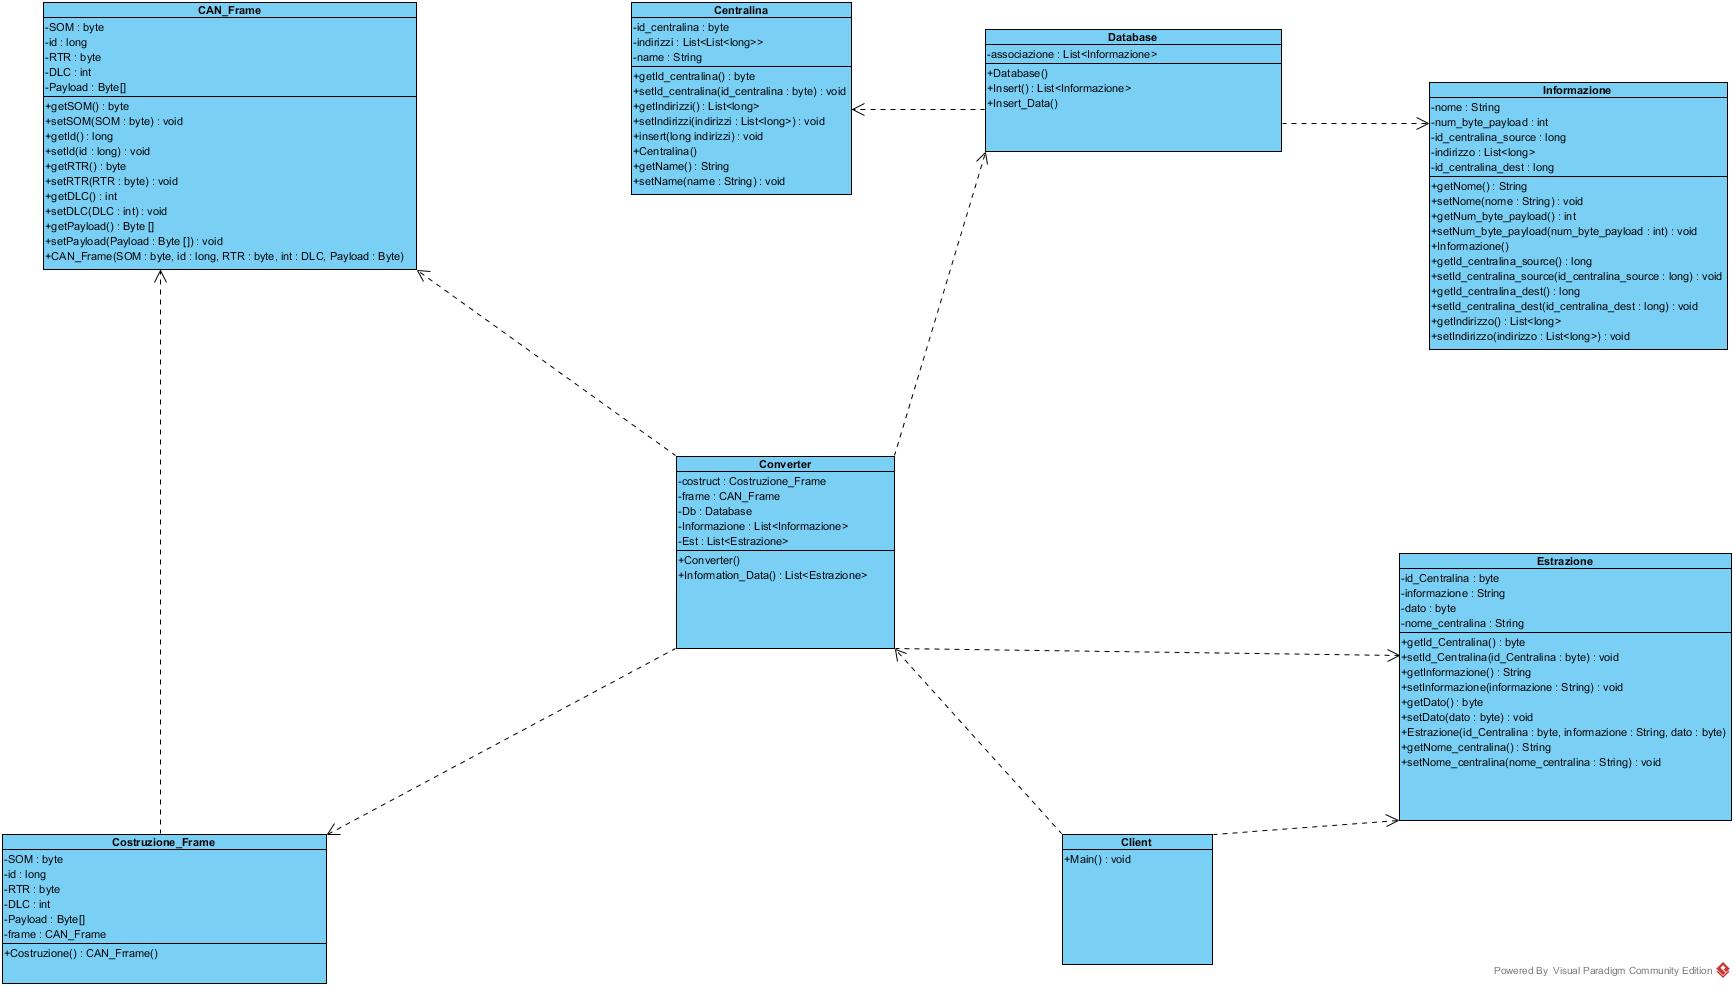 CAN_Frame
-SOM : byte
-id : long
-RTR : byte
-DLC : int
-Payload : Byte[]
+getSOM() : byte
+setSOM(SOM : byte) : void
+getId() : long
+setId(id : long) : void
+getRTR() : byte
+setRTR(RTR : byte) : void
+getDLC() : int
+setDLC(DLC : int) : void
+getPayload() : Byte []
+setPayload(Payload : Byte []) : void
+CAN_Frame(SOM : byte, id : long, RTR : byte, int : DLC, Payload : Byte)
Centralina
-id_centralina : byte
-indirizzi : List<List<long>>
-name : String
+getId_centralina() : byte
+setId_centralina(id_centralina : byte) : void
+getIndirizzi() : List<long>
+setIndirizzi(indirizzi : List<long>) : void
+insert(long indirizzi) : void
+Centralina()
+getName() : String
+setName(name : String) : void
Database
-associazione : List<Informazione>
+Database()
+Insert() : List<Informazione>
+Insert_Data()
Informazione
-nome : String
-num_byte_payload : int
-id_centralina_source : long
-indirizzo : List<long>
-id_centralina_dest : long
+getNome() : String
+setNome(nome : String) : void
+getNum_byte_payload() : int
+setNum_byte_payload(num_byte_payload : int) : void
+Informazione()
+getId_centralina_source() : long
+setId_centralina_source(id_centralina_source : long) : void
+getId_centralina_dest() : long
+setId_centralina_dest(id_centralina_dest : long) : void
+getIndirizzo() : List<long>
+setIndirizzo(indirizzo : List<long>) : void
Converter
-costruct : Costruzione_Frame
-frame : CAN_Frame
-Db : Database
-Informazione : List<Informazione>
-Est : List<Estrazione>
+Converter()
+Information_Data() : List<Estrazione>
Estrazione
-id_Centralina : byte
-informazione : String
-dato : byte
-nome_centralina : String
+getId_Centralina() : byte
+setId_Centralina(id_Centralina : byte) : void
+getInformazione() : String
+setInformazione(informazione : String) : void
+getDato() : byte
+setDato(dato : byte) : void
+Estrazione(id_Centralina : byte, informazione : String, dato : byte)
+getNome_centralina() : String
+setNome_centralina(nome_centralina : String) : void
Costruzione_Frame
-SOM : byte
-id : long
-RTR : byte
-DLC : int
-Payload : Byte[]
-frame : CAN_Frame
+Costruzione() : CAN_Frrame()
Client
+Main() : void
Powered By Visual Paradigm Community Edition